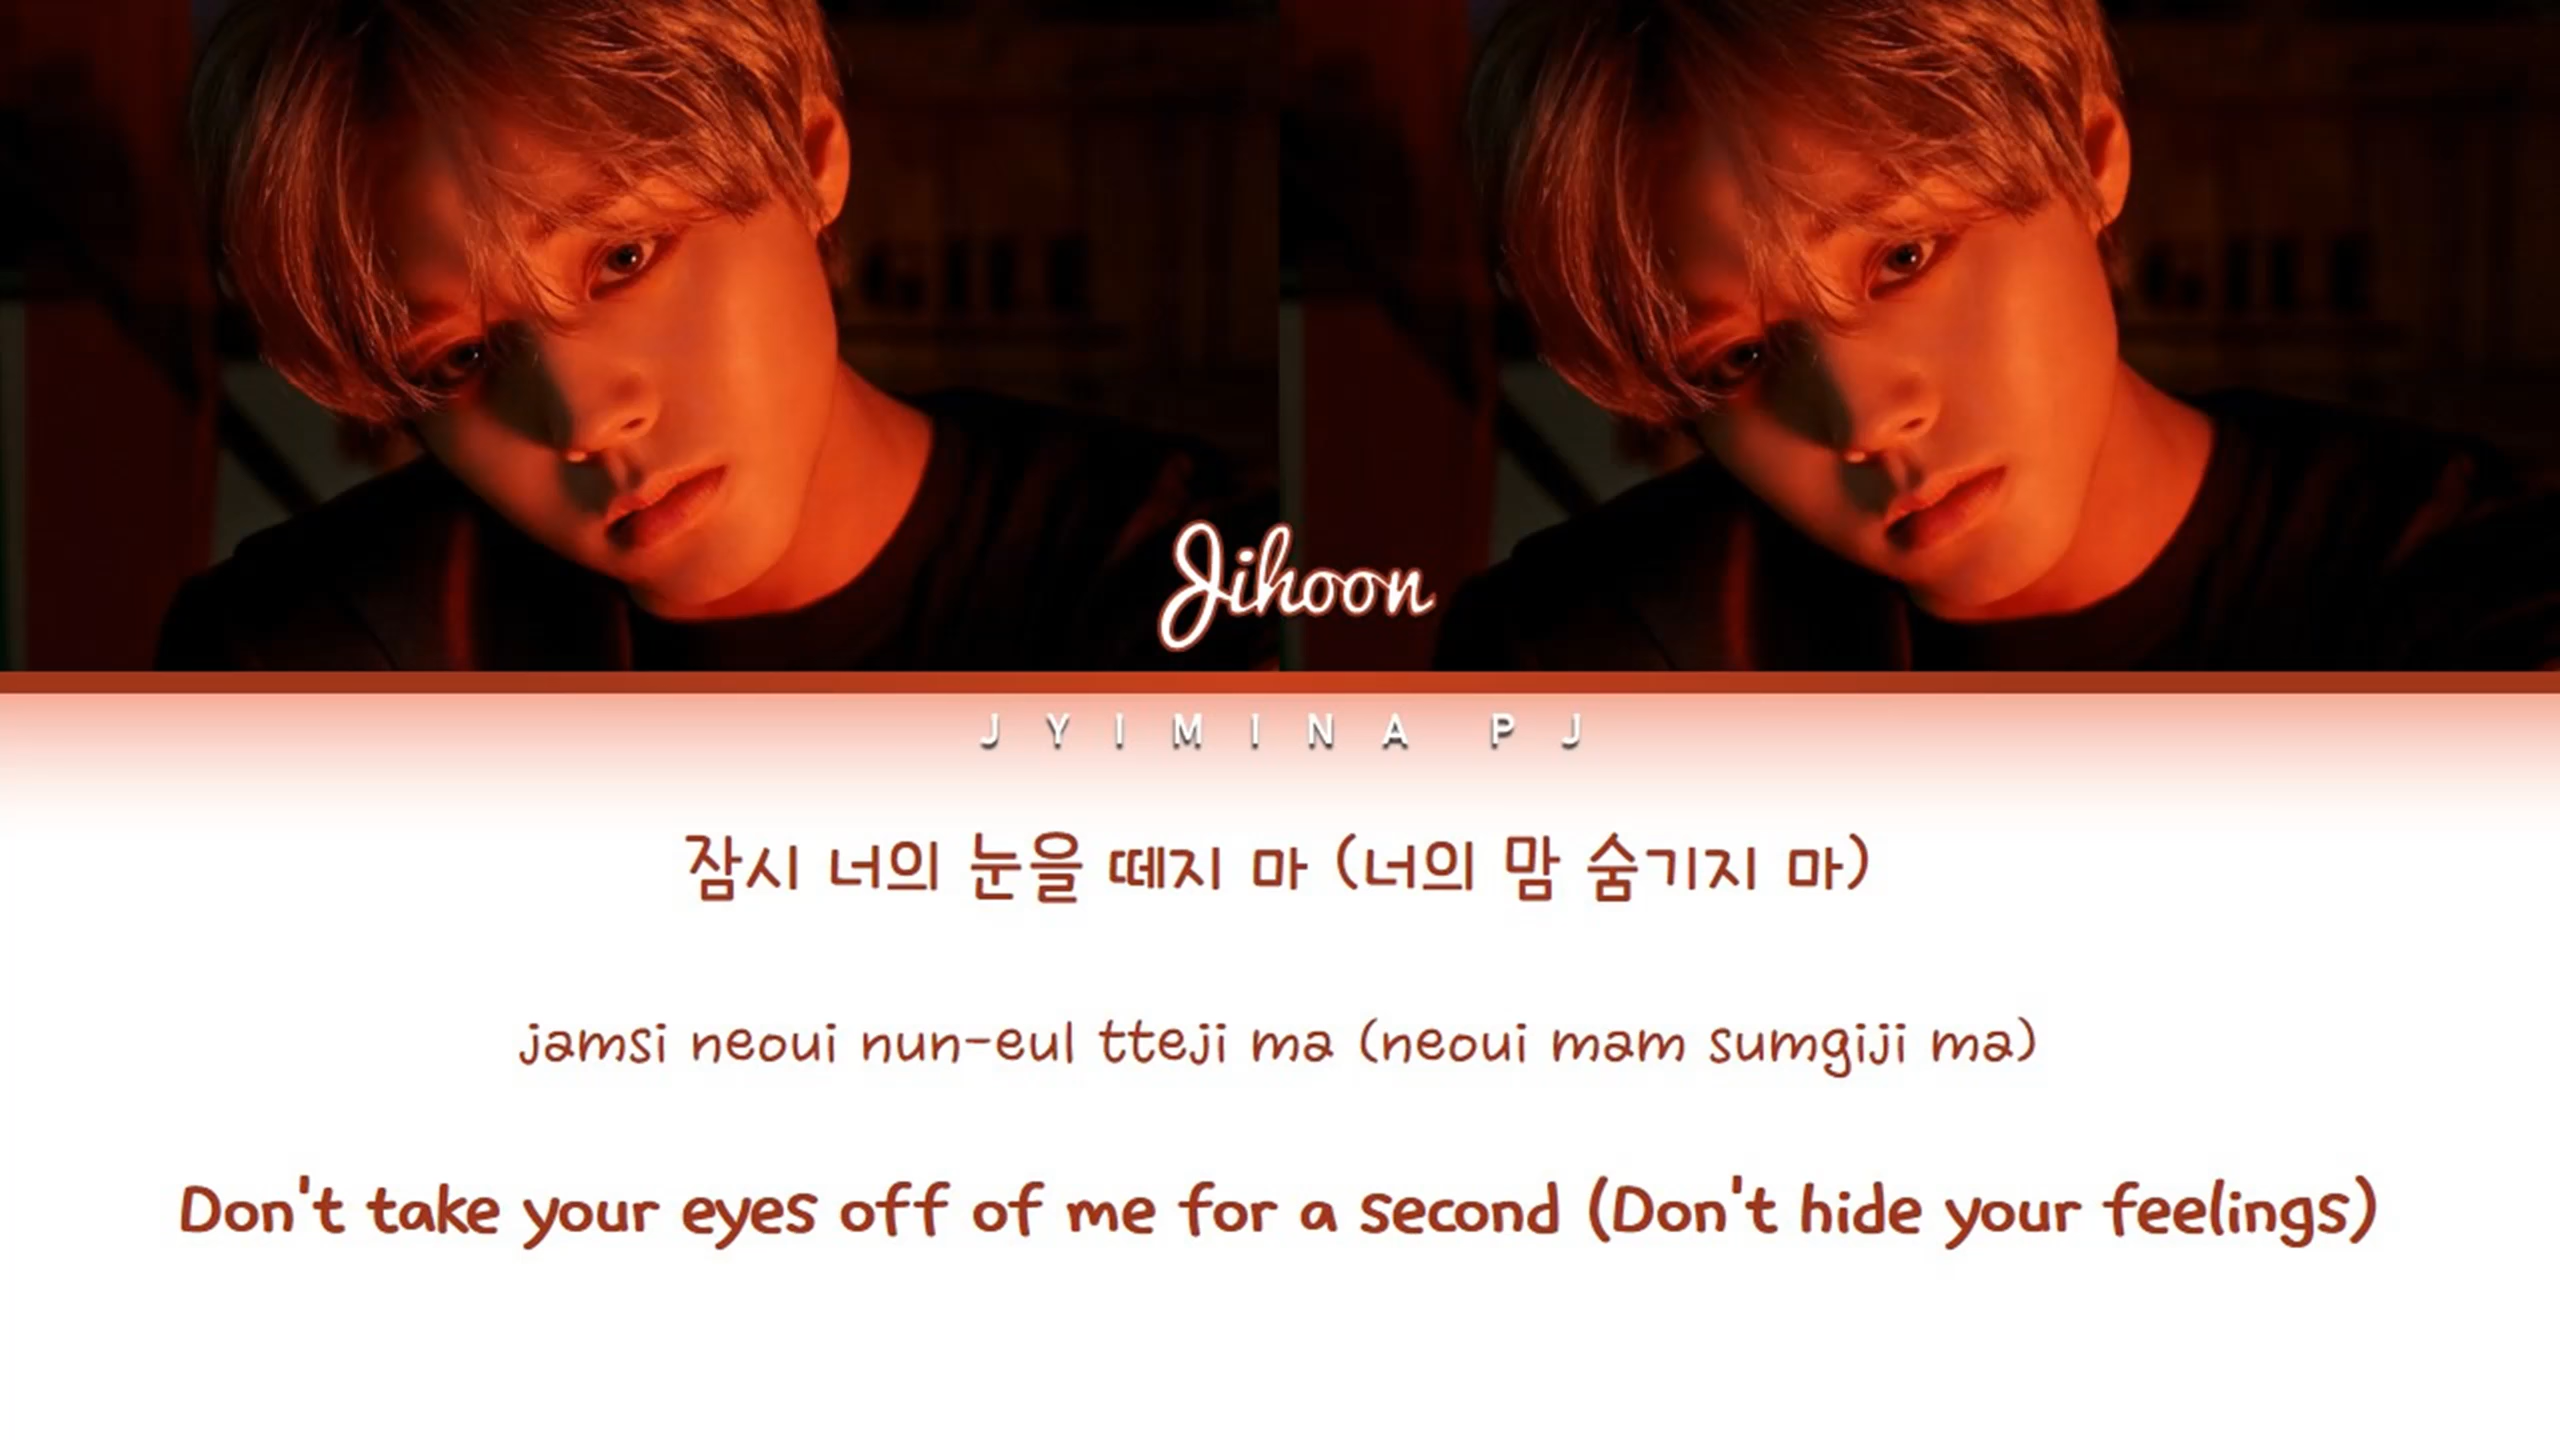 Jihoon
JYIMINA PJ
잠시 너의 눈을 떼지 마 (너의 맘 숨기지 마)
jamsi neoui nun-eul tteji ma (neoui mam sumgiji ma)
Don't take your eyes off of me for a second (Don't hide your feelings)